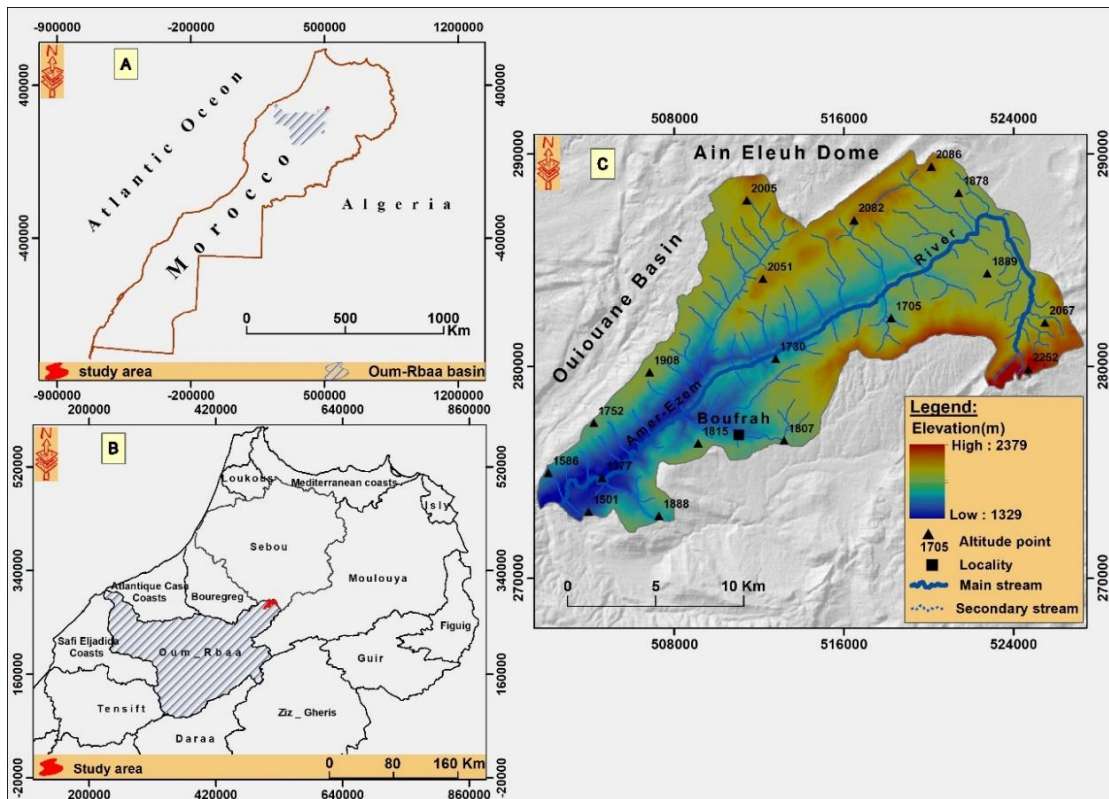 -900000 -200000 500000 1200000
A
N
400000
400000
Atlantic Ocean
Morocco
Algeria
0 500 1000
Km
study area
Oum-Rbaa basin
-900000 -200000 500000 1200000
200000 420000 640000 860000
B
N
520000
340000
160000
-20000
Loukous
Mediterranean coasts
Isly
Sebou
Moulouya
Atlantique Casa
Coasts
Bouregreg
Figuig
Safi Eljadida
Coasts
Oum_Rbaa
Guir
Tensift
Ziz_Gheris
Daraa
Study area
0 80 160 Km
200000 420000 640000 860000
508000 516000 524000
C
N
290000
280000
270000
Ain Eleuh Dome
Ouiouane Basin
2086
2005
1878
2082
River
1889
2051
1705
2067
1730
2252
1908
Amer-Ezem
1752
Boufrah
1815
1807
1586
1377
1501
1888
0 5 10 Km
Legend:
Elevation(m)
High : 2379
Low : 1329
1705
Altitude point
Locality
Main stream
Secondary stream
508000 516000 524000